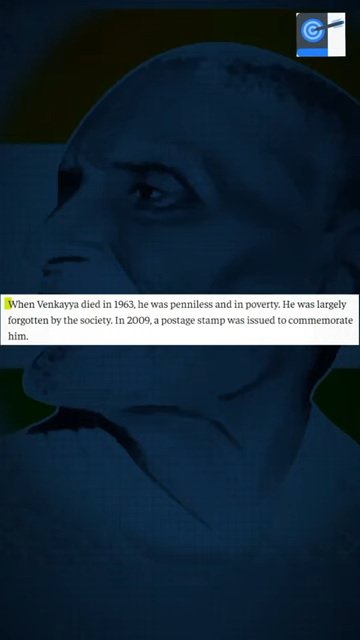 When Venkayya died in 1963, he was penniless and in poverty. He was largely
forgotten by the society. In 2009, a postage stamp was issued to commemorate
him.